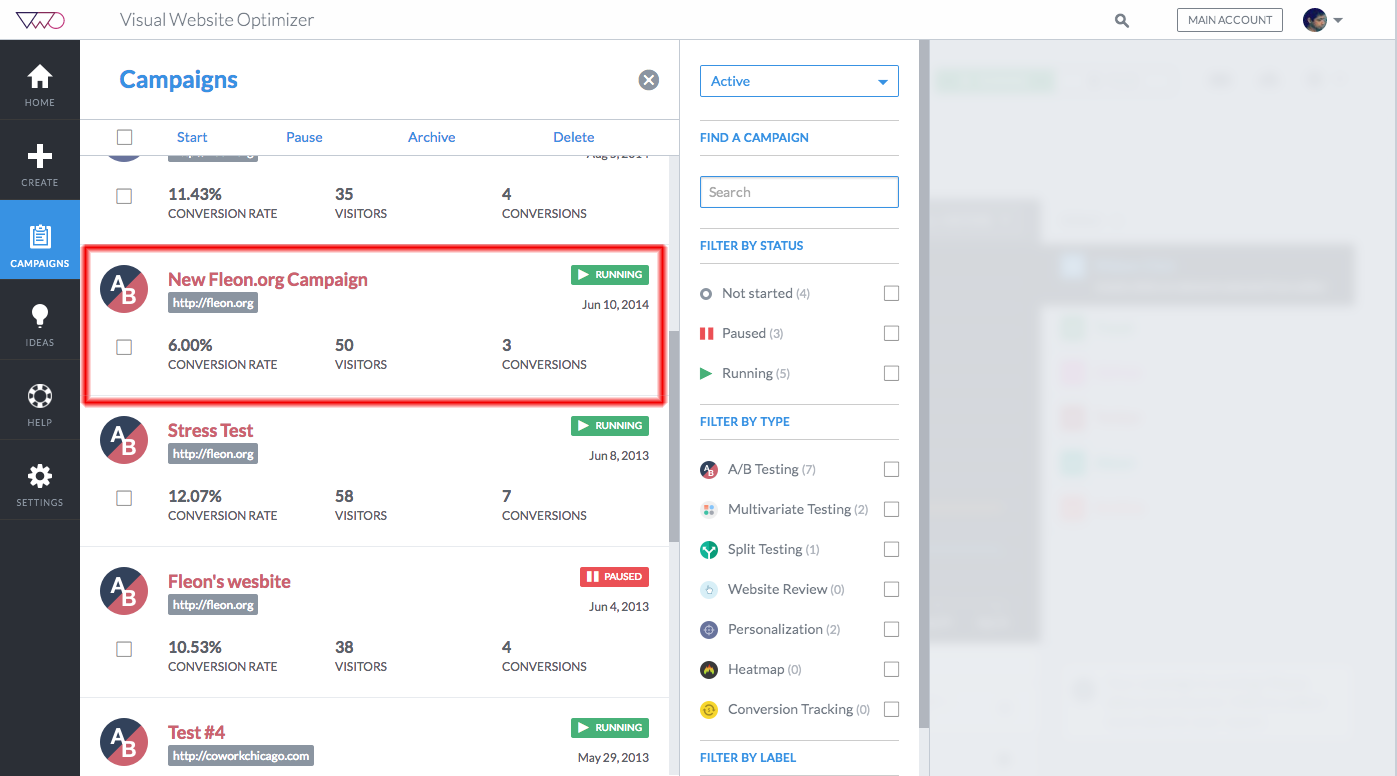 VWO
Visual Website Optimizer
MAIN ACCOUNT
HOME
CREATE
CAMPAIGNS
IDEAS
HELP
SETTINGS
Campaigns
Start Pause Archive Delete
11.43% 35 4
CONVERSION RATE VISITORS CONVERSIONS
AB
New Fleon.org Campaign
RUNNING
http://fleon.org
Jun 10, 2014
6.00% 50 3
CONVERSION RATE VISITORS CONVERSIONS
AB
Stress Test
RUNNING
http://fleon.org
Jun 8, 2013
12.07% 58 7
CONVERSION RATE VISITORS CONVERSIONS
AB
Fleon's wesbite
PAUSED
http://fleon.org
Jun 4, 2013
10.53% 38 4
CONVERSION RATE VISITORS CONVERSIONS
AB
Test #4
RUNNING
http://coworkchicago.com
May 29, 2013
Active
FIND A CAMPAIGN
Search
FILTER BY STATUS
Not started (4)
Paused (3)
Running (5)
FILTER BY TYPE
A/B Testing (7)
Multivariate Testing (2)
Split Testing (1)
Website Review (0)
Personalization (2)
Heatmap (0)
Conversion Tracking (0)
FILTER BY LABEL